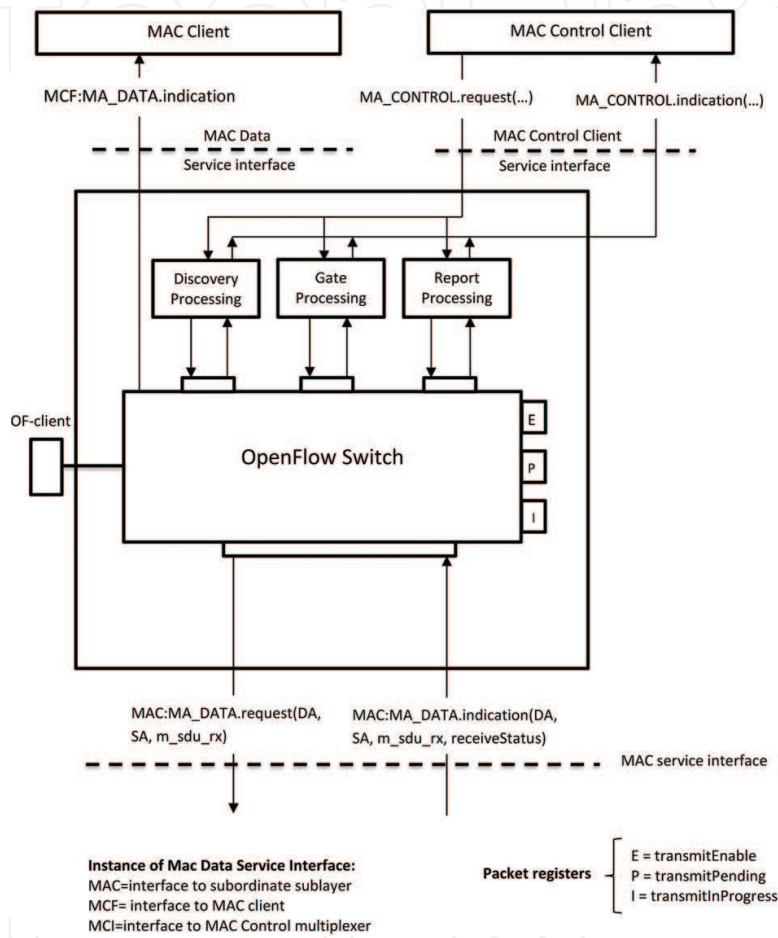 MAC Client
MAC Control Client
MCF:MA_DATA.indication
MA_CONTROL.request(...)
MA_CONTROL.indication(...)
MAC Data
Service interface
MAC Control Client
Service interface
Discovery
Processing
Gate
Processing
Report
Processing
OF-client
OpenFlow Switch
E
P
I
MAC:MA_DATA.request(DA,
SA, m_sdu_rx)
MAC:MA_DATA.indication(DA,
SA, m_sdu_rx, receiveStatus)
MAC service interface
Instance of Mac Data Service Interface:
MAC=interface to subordinate sublayer
MCF= interface to MAC client
MCI=interface to MAC Control multiplexer
Packet registers
E = transmitEnable
P = transmitPending
I = transmitInProgress